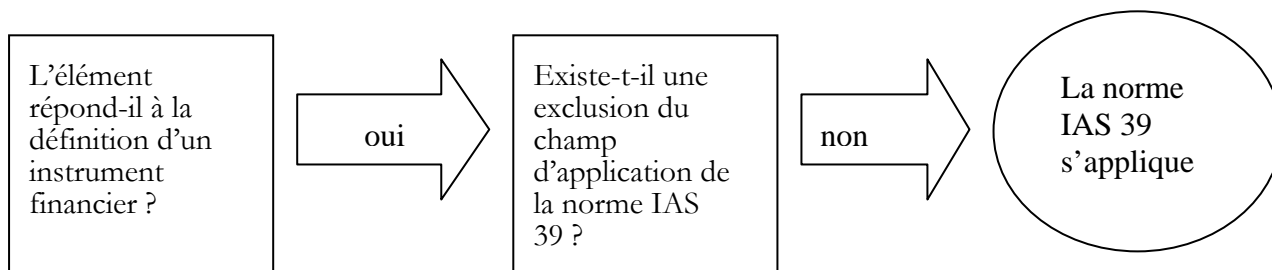 L'élément
répond-il à la
définition d'un
instrument
financier ?
oui
Existe-t-il une
exclusion du
champ
d'application de
la norme IAS
39 ?
non
La norme
IAS 39
s'applique